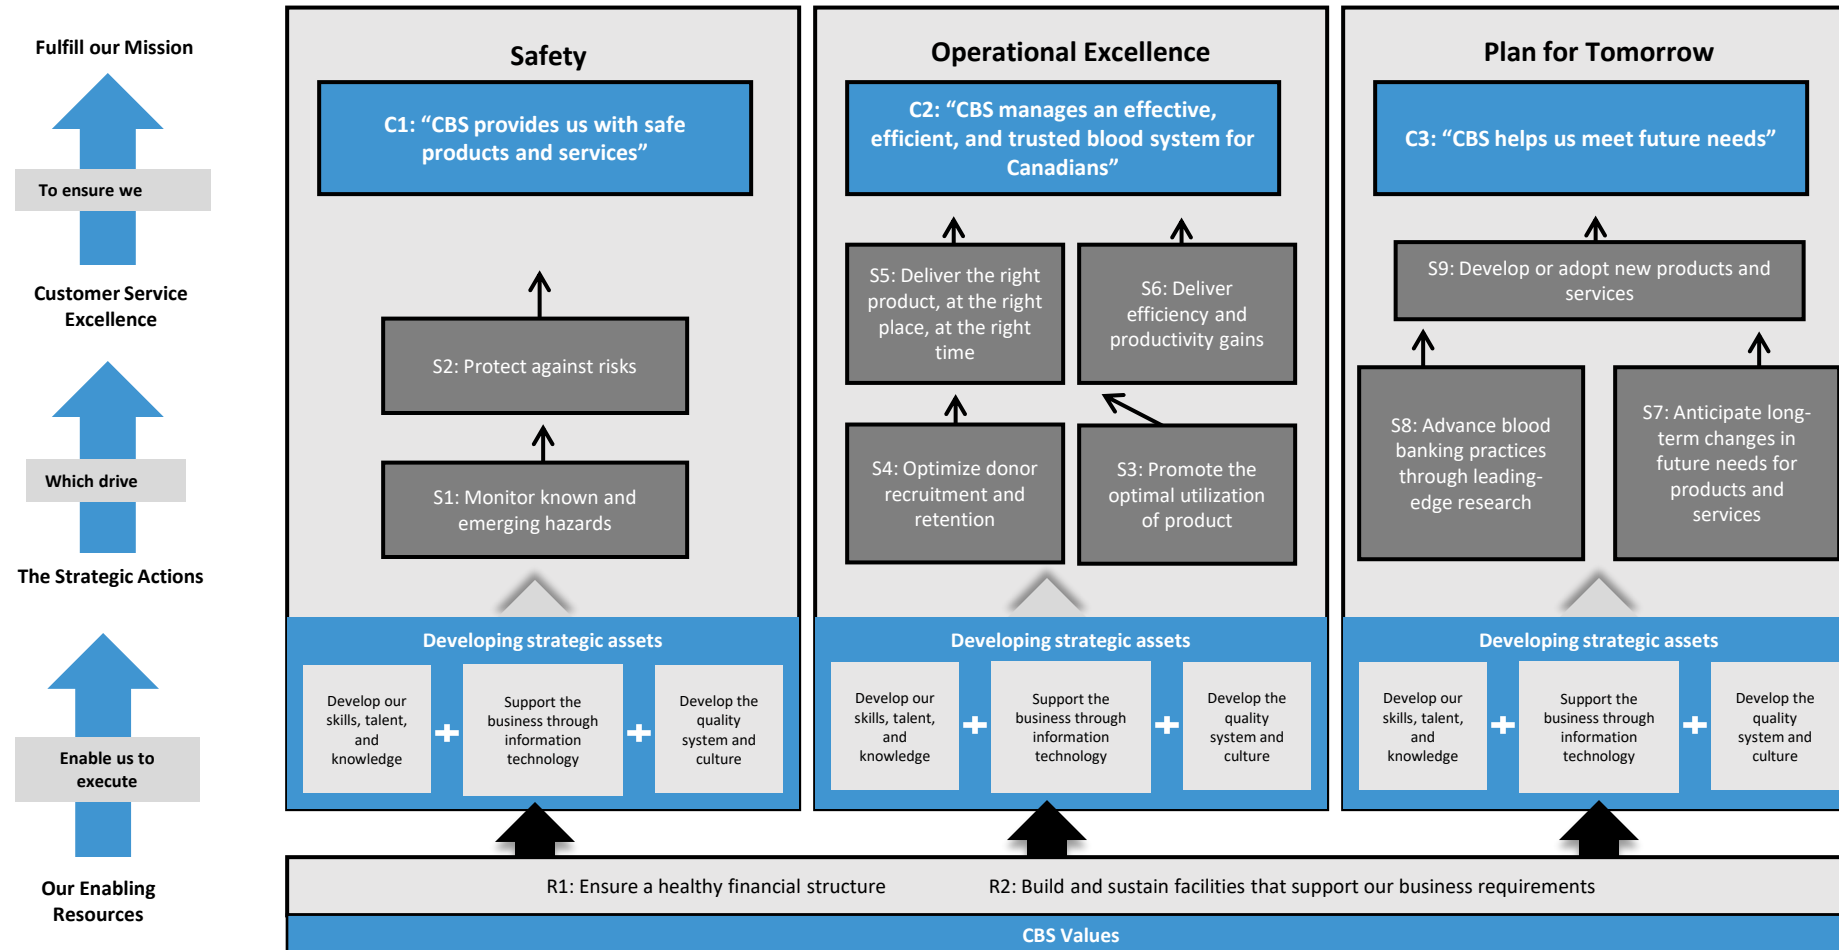 Fulfill our Mission
To ensure we
Customer Service
Excellence
Which drive
The Strategic Actions
Enable us to
execute
Our Enabling
Resources
Safety
C1: “CBS provides us with safe
products and services”
S2: Protect against risks
S1: Monitor known and
emerging hazards
Developing strategic assets
Develop our
skills, talent,
and
knowledge
+
Support the
business through
information
technology
+
Develop the
quality
system and
culture
Operational Excellence
C2: “CBS manages an effective,
efficient, and trusted blood system for
Canadians”
S5: Deliver the right
product, at the right
place, at the right
time
S6: Deliver
efficiency and
productivity gains
S4: Optimize donor
recruitment and
retention
S3: Promote the
optimal utilization
of product
Developing strategic assets
Develop our
skills, talent,
and
knowledge
+
Support the
business through
information
technology
+
Develop the
quality
system and
culture
Plan for Tomorrow
C3: “CBS helps us meet future needs”
S9: Develop or adopt new products and
services
S8: Advance blood
banking practices
through leading-
edge research
S7: Anticipate long-
term changes in
future needs for
products and
services
Developing strategic assets
Develop our
skills, talent,
and
knowledge
+
Support the
business through
information
technology
+
Develop the
quality
system and
culture
R1: Ensure a healthy financial structure
R2: Build and sustain facilities that support our business requirements
CBS Values